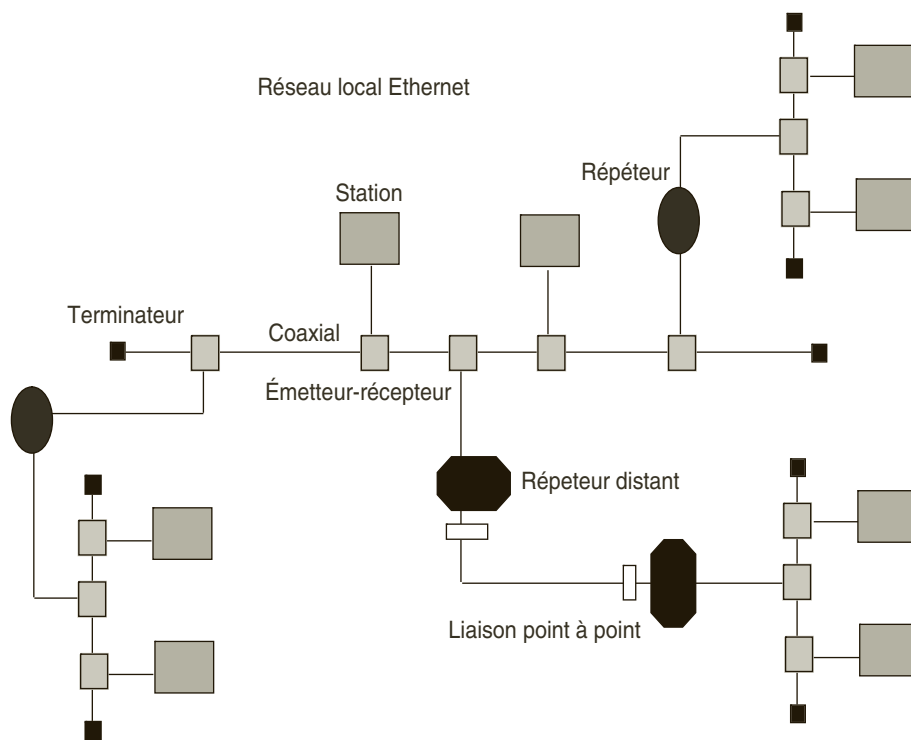 Réseau local Ethernet
Répéteur
Station
Terminateur
Coaxial
Émetteur-récepteur
Répeteur distant
Liaison point à point